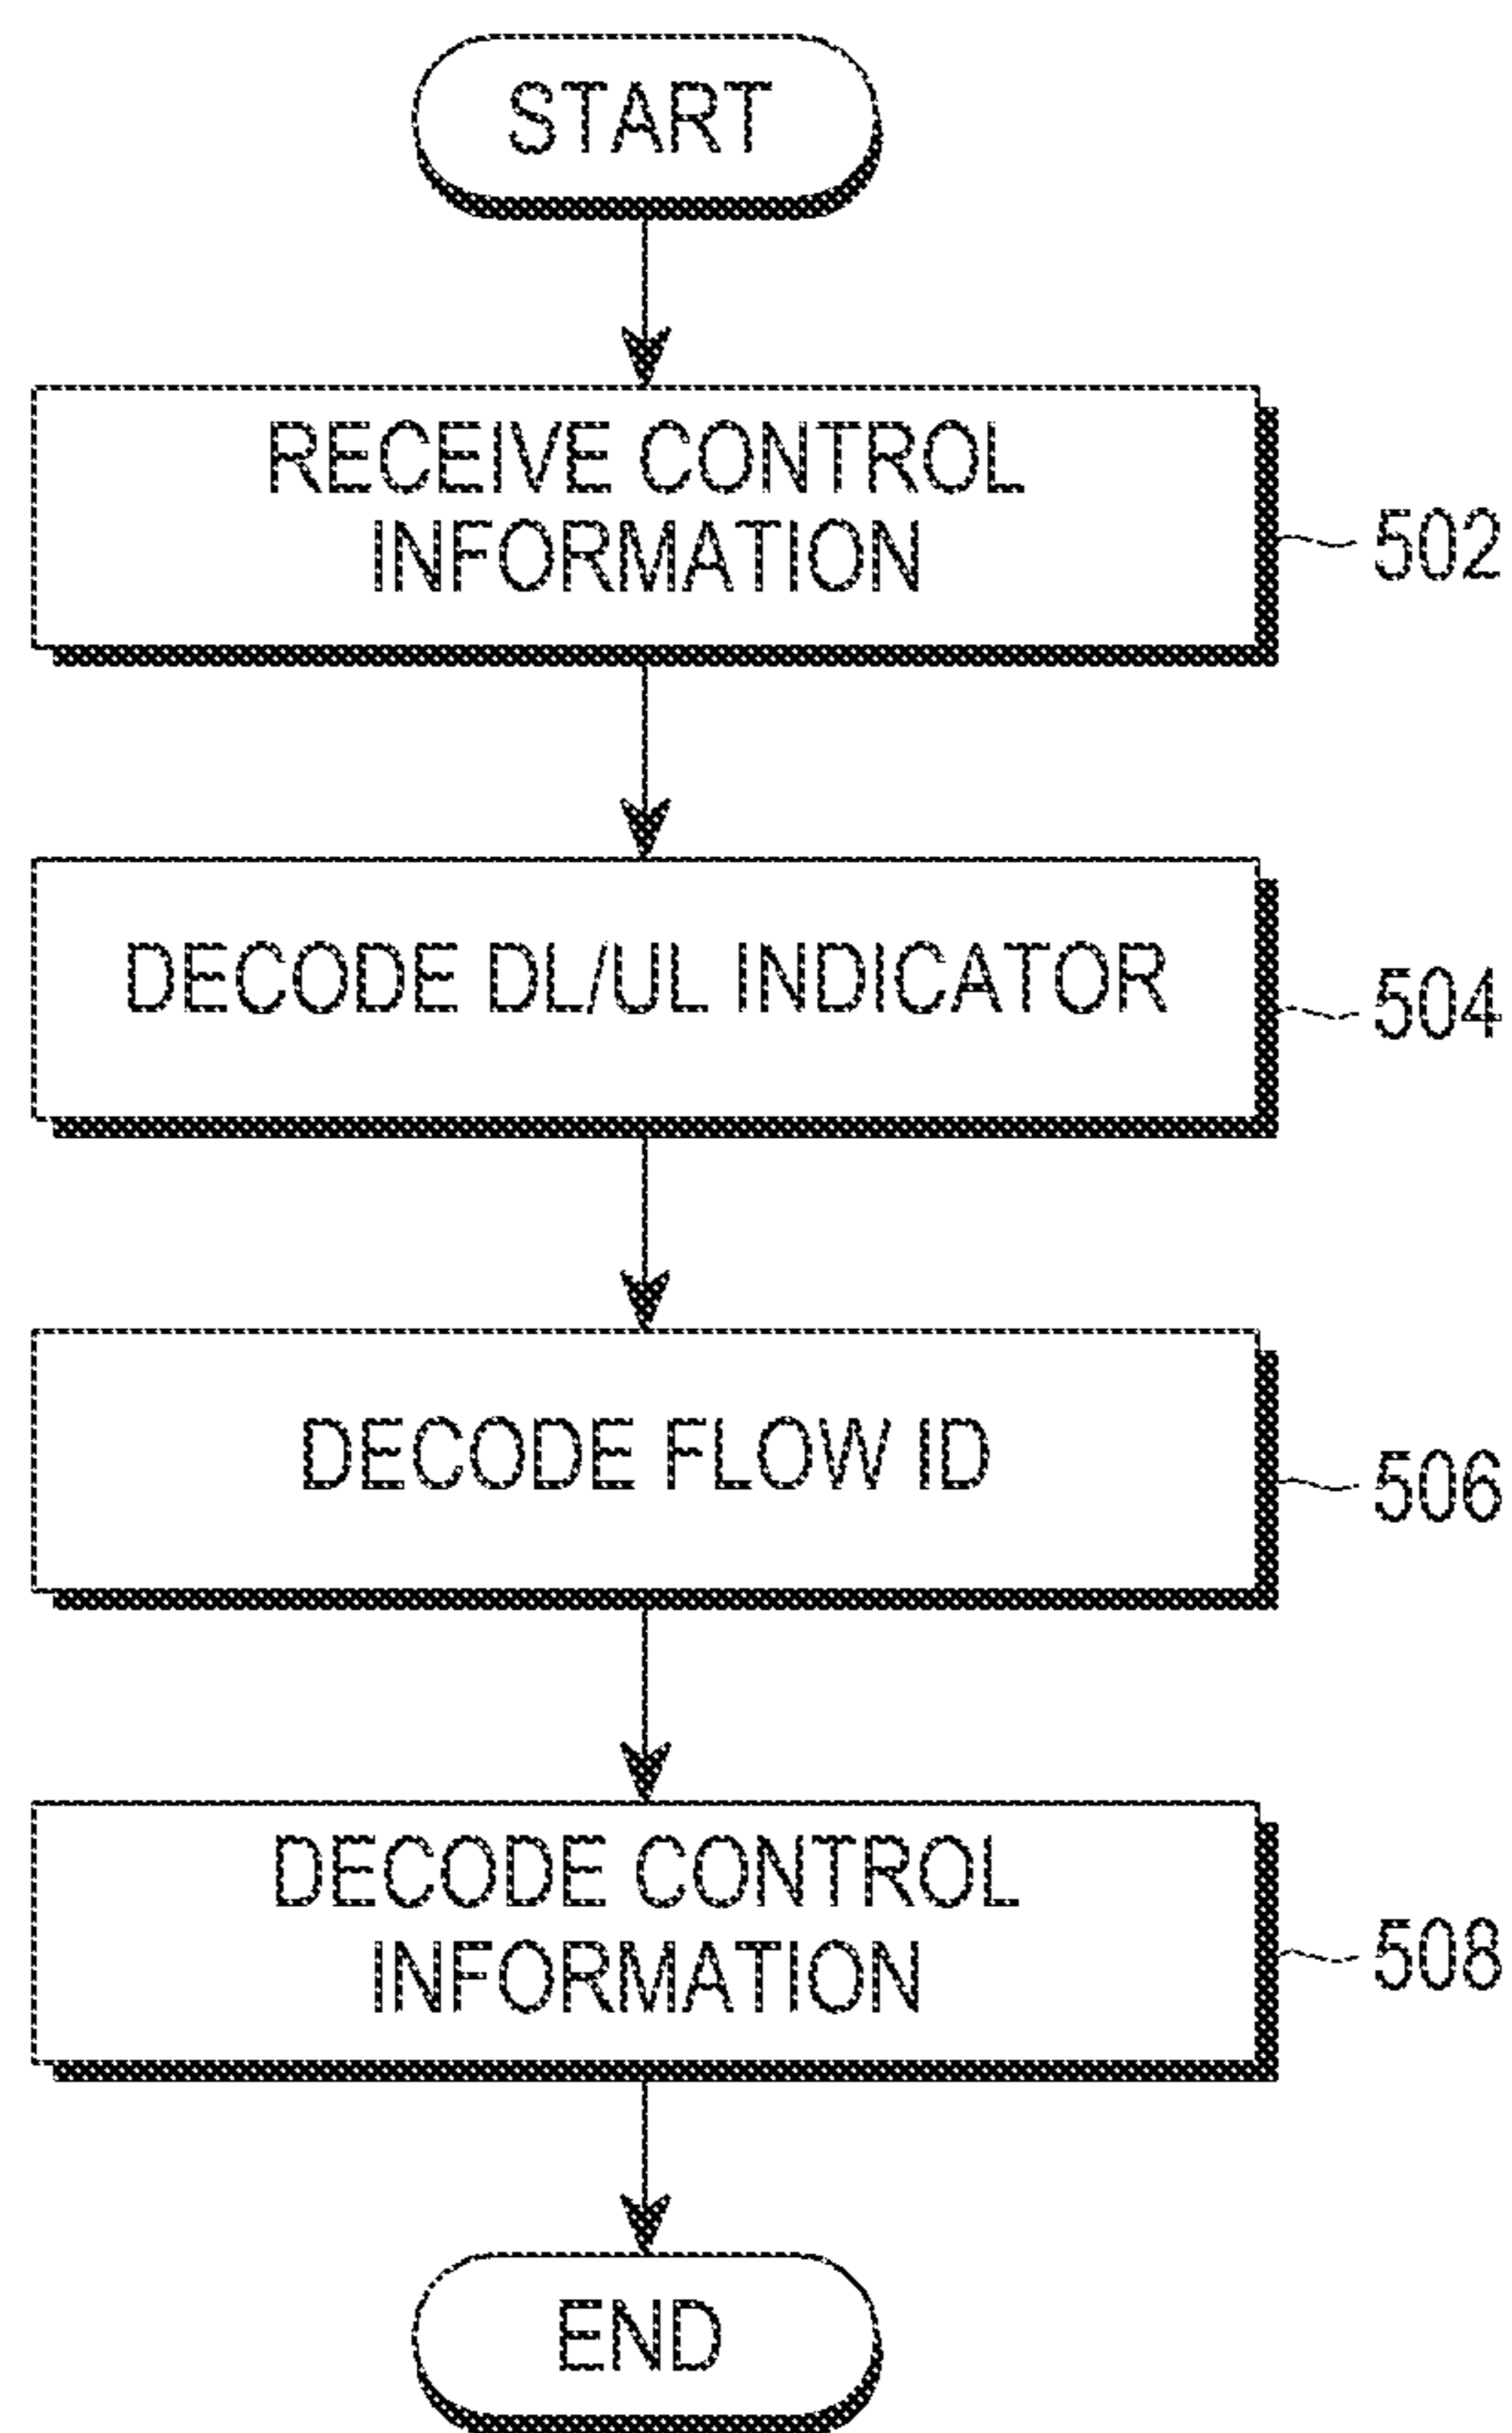 START
RECEIVE CONTROL
INFORMATION
502
DECODE DL/UL INDICATOR
504
DECODE FLOW ID
506
DECODE CONTROL
INFORMATION
508
END